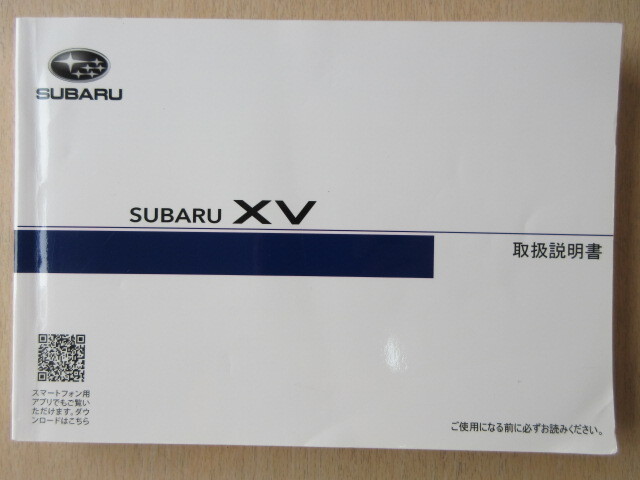 SUBARU
SUBARU XV
取扱説明書
スマートフォン用
アプリでもご覧い
ただけます。ダウ
ンロードはこちら
ご使用になる前に必ずお読みください。